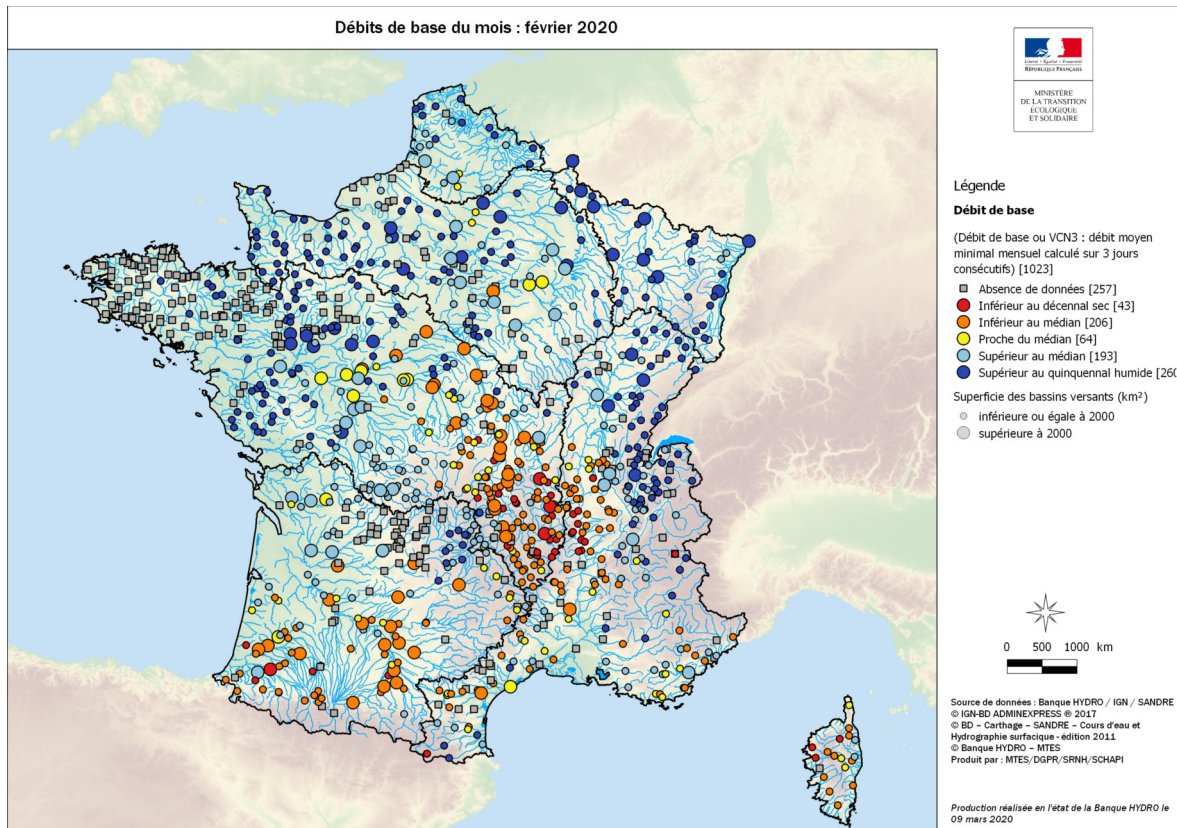 Débits de base du mois : février 2020
Liberté • Égalité • Fraternité
RÉPUBLIQUE FRANÇAISE
MINISTÈRE
DE LA TRANSITION
ÉCOLOGIQUE
ET SOLIDAIRE
Légende
Débit de base
(Débit de base ou VCN3 : débit moyen
minimal mensuel calculé sur 3 jours
consécutifs) [1023]
Absence de données [257]
Inférieur au décennal sec [43]
Inférieur au médian [206]
Proche du médian [64]
Supérieur au médian [193]
Supérieur au quinquennal humide [260
Superficie des bassins versants (km²)
inférieure ou égale à 2000
supérieure à 2000
0 500 1000 km
Source de données : Banque HYDRO / IGN / SANDRE
© IGN-BD ADMINEXPRESS ® 2017
© BD – Carthage – SANDRE – Cours d'eau et
Hydrographie surfacique - édition 2011
© Banque HYDRO – MTES
Produit par : MTES/DGPR/SRNH/SCHAPI
Production réalisée en l'état de la Banque HYDRO le
09 mars 2020